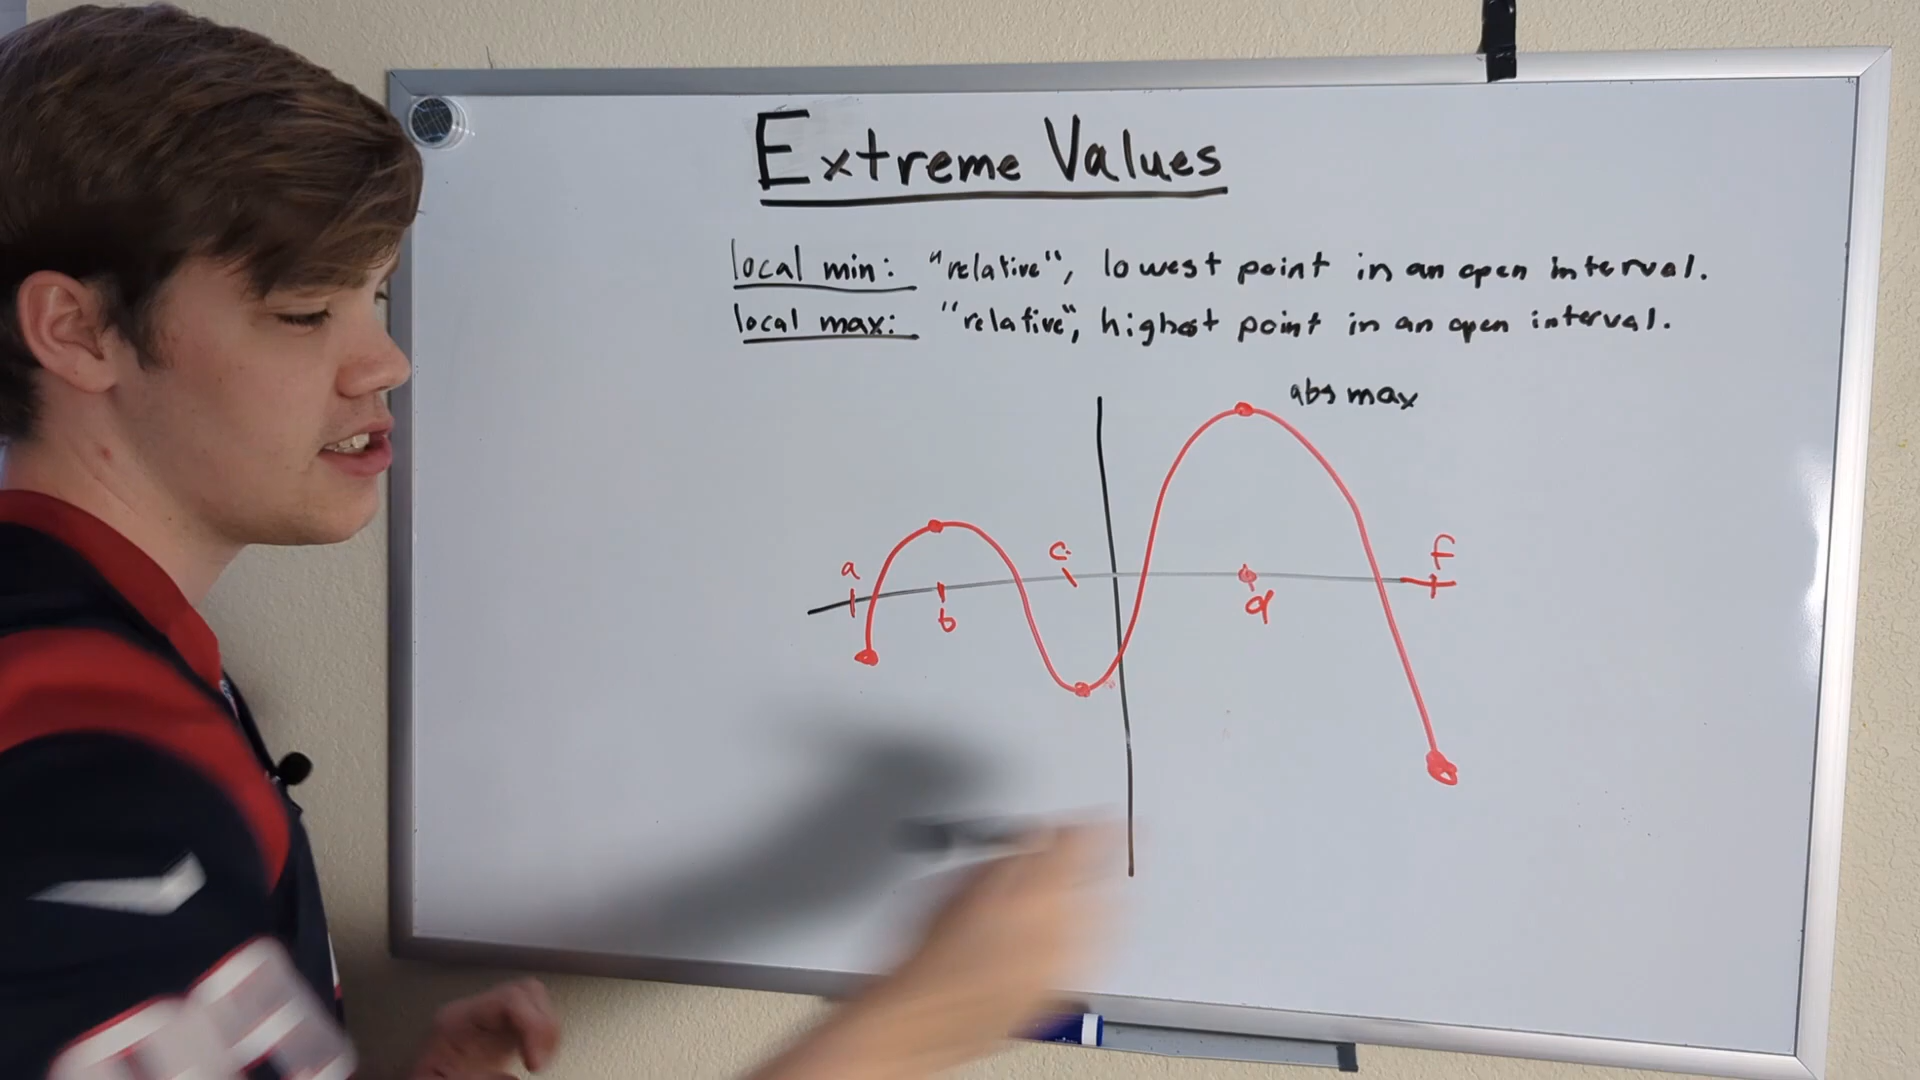 Extreme Values
local min: "relative", lowest point in an open interval.
local max: "relative", highest point in an open interval.
abs max
a
b
c
d
f